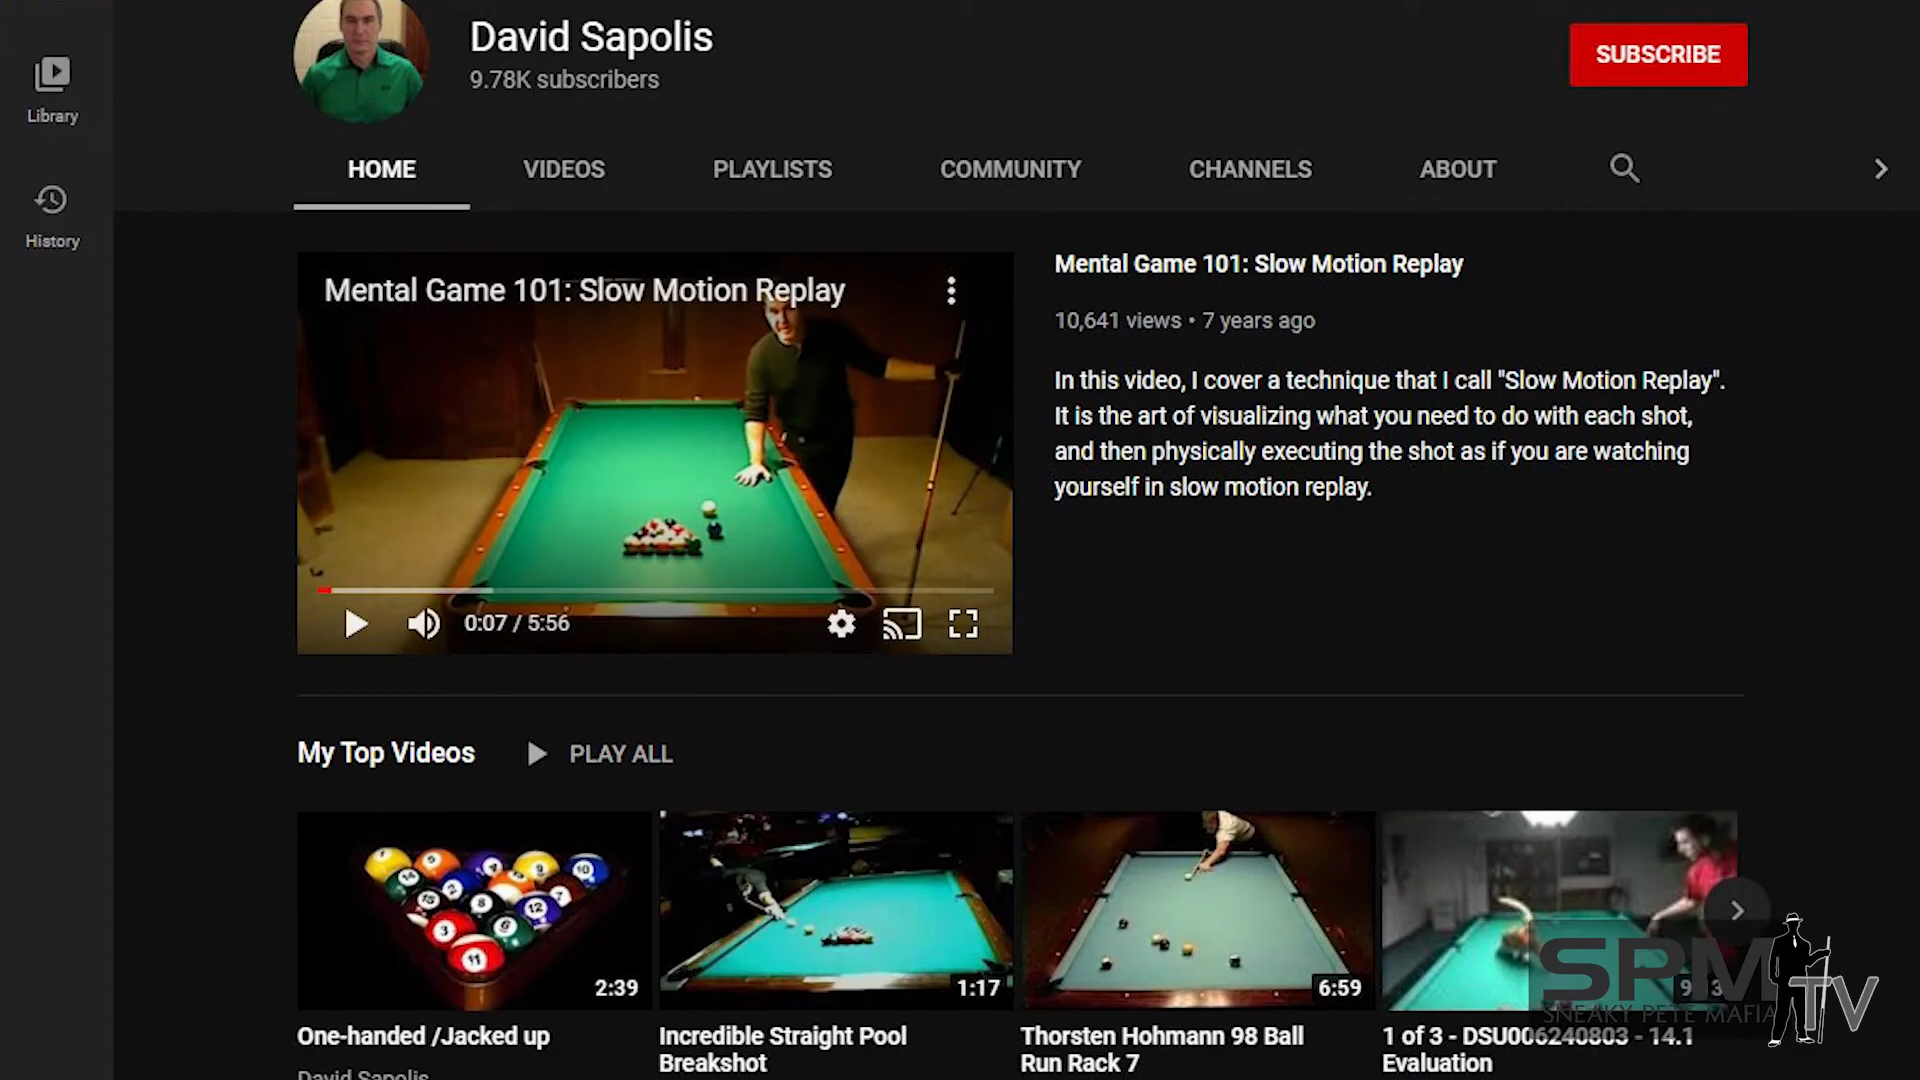 David Sapolis
9.78K subscribers
SUBSCRIBE
Library
History
HOME
VIDEOS
PLAYLISTS
COMMUNITY
CHANNELS
ABOUT
Mental Game 101: Slow Motion Replay
0:07 / 5:56
Mental Game 101: Slow Motion Replay
10,641 views • 7 years ago
In this video, I cover a technique that I call "Slow Motion Replay".
It is the art of visualizing what you need to do with each shot,
and then physically executing the shot as if you are watching
yourself in slow motion replay.
My Top Videos
PLAY ALL
2:39
1:17
6:59
SPM
TV
SNEAKY PETE MAFIA
One-handed /Jacked up
David Sapolis
Incredible Straight Pool
Breakshot
Thorsten Hohmann 98 Ball
Run Rack 7
1 of 3 - DSU006240803 - 14.1
Evaluation